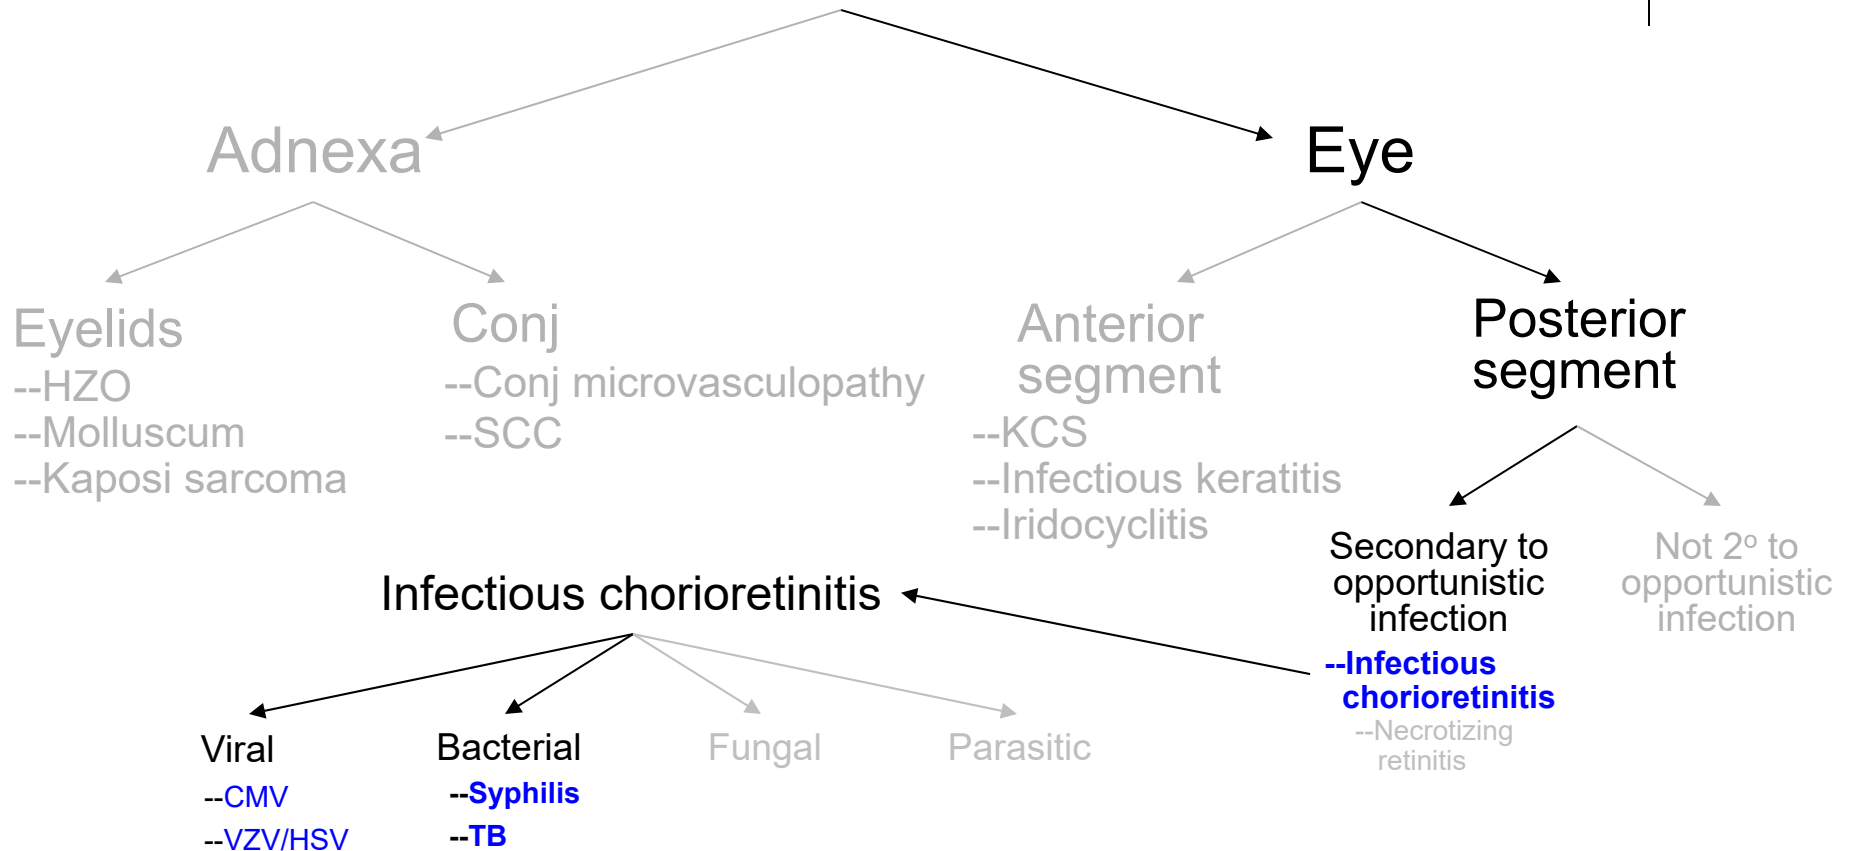 Adnexa
Eye
Eyelids
--HZO
--Molluscum
--Kaposi sarcoma
Conj
--Conj microvasculopathy
--SCC
Anterior
segment
--KCS
--Infectious keratitis
--Iridocyclitis
Posterior
segment
Secondary to
opportunistic
infection
--Infectious
chorioretinitis
--Necrotizing
retinitis
Not 2º to
opportunistic
infection
Infectious chorioretinitis
Viral
--CMV
--VZV/HSV
Bacterial
--Syphilis
--TB
Fungal
Parasitic